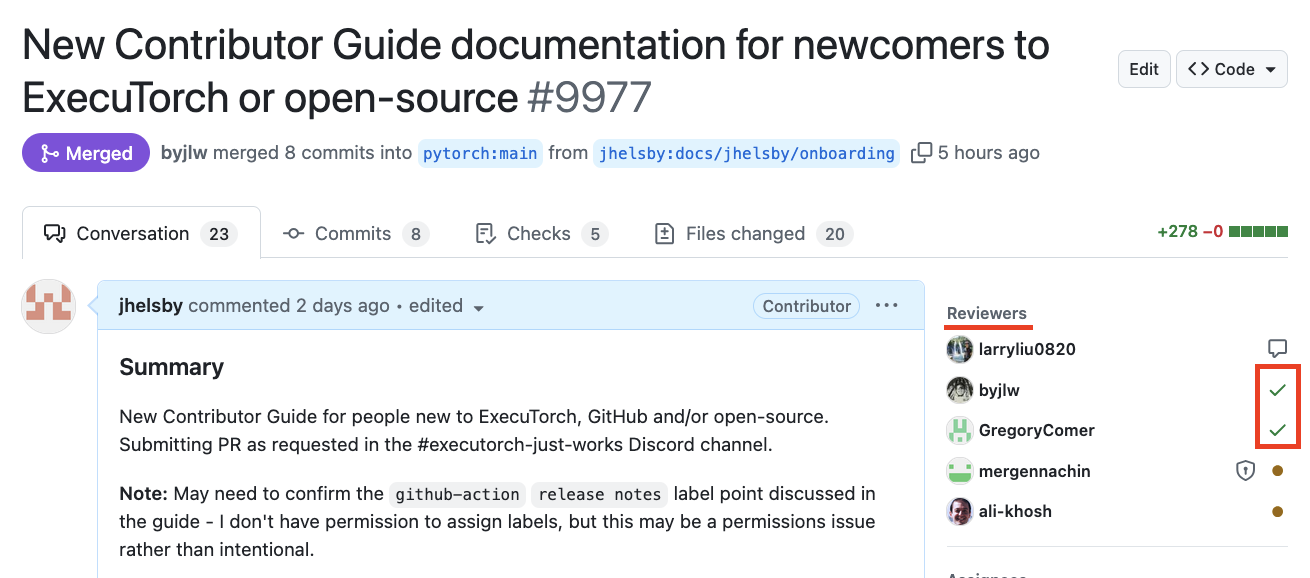 New Contributor Guide documentation for newcomers to
ExecuTorch or open-source #9977
Edit
Code
Merged
byjlw merged 8 commits into pytorch:main from jhelsby:docs/jhelsby/onboarding 5 hours ago
Conversation 23
Commits 8
Checks 5
Files changed 20
+278 −0
jhelsby commented 2 days ago • edited
Contributor
Summary
New Contributor Guide for people new to ExecuTorch, GitHub and/or open-source.
Submitting PR as requested in the #executorch-just-works Discord channel.
Note: May need to confirm the github-action release notes label point discussed in
the guide - I don't have permission to assign labels, but this may be a permissions issue
rather than intentional.
Reviewers
larryliu0820
byjlw
GregoryComer
mergennachin
ali-khosh